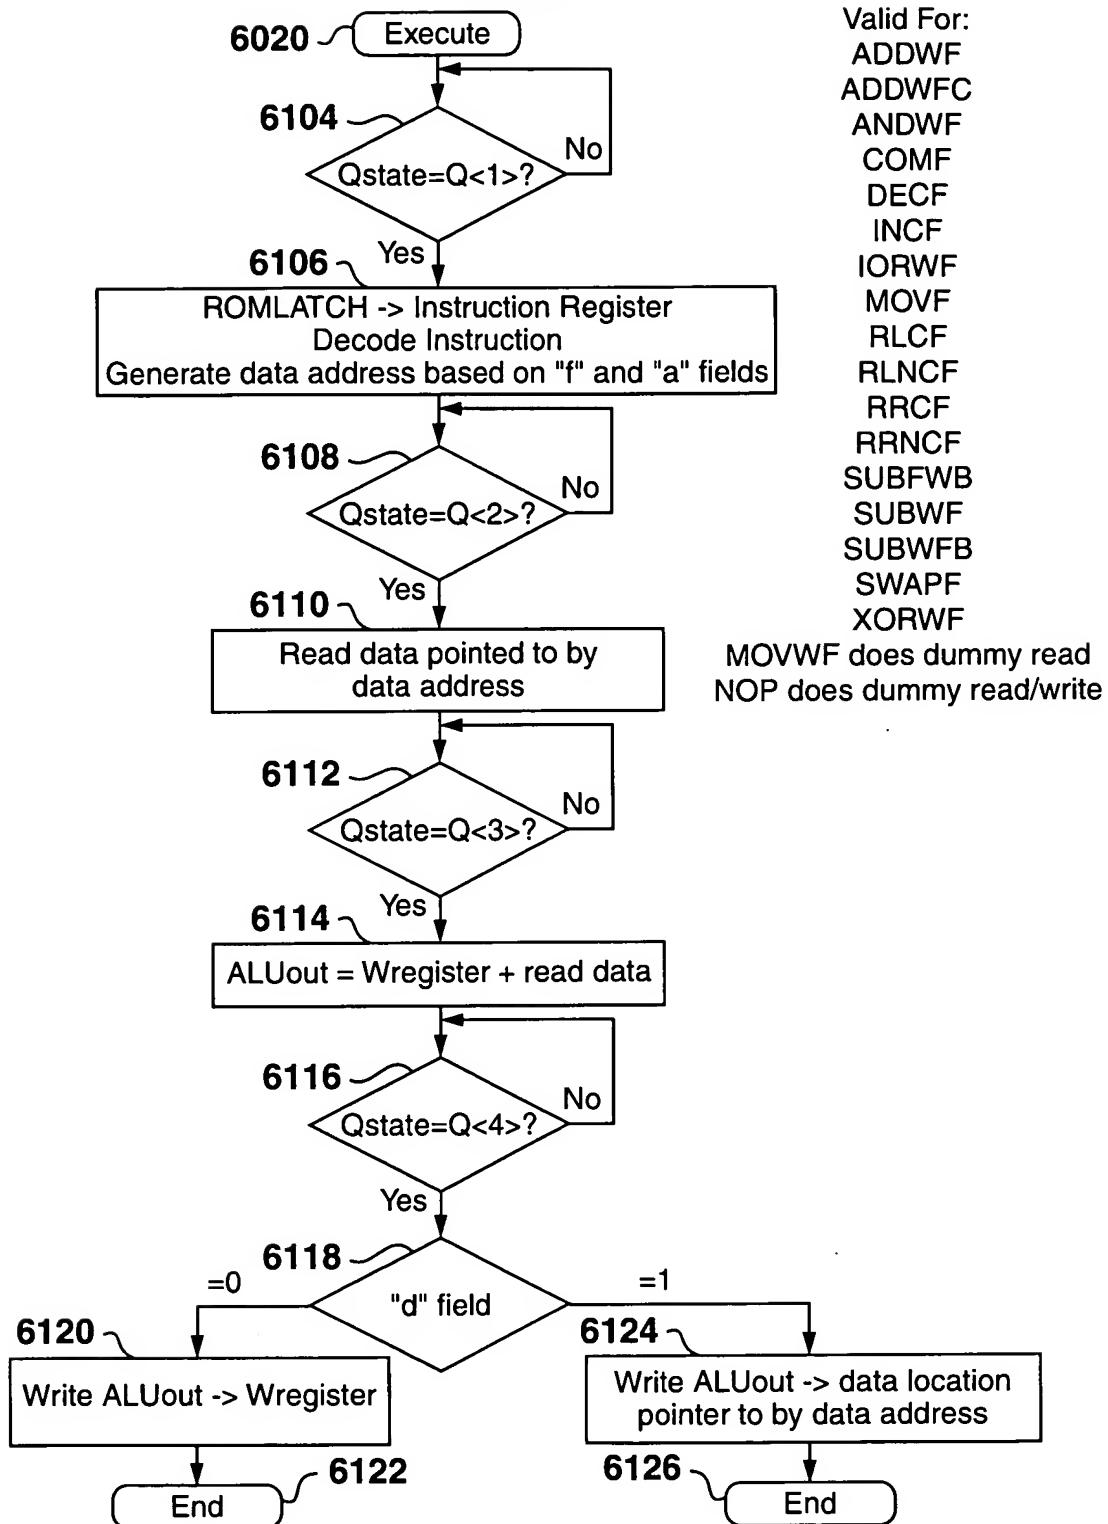 6020
Execute
6104
Qstate=Q<1>?
No
Yes
6106
ROMLATCH -> Instruction Register
Decode Instruction
Generate data address based on "f" and "a" fields
6108
Qstate=Q<2>?
No
Yes
6110
Read data pointed to by
data address
6112
Qstate=Q<3>?
No
Yes
6114
ALUout = Wregister + read data
6116
Qstate=Q<4>?
No
Yes
6118
"d" field
=0
=1
6120
Write ALUout -> Wregister
6122
End
6124
Write ALUout -> data location
pointer to by data address
6126
End
Valid For:
ADDWF
ADDWFC
ANDWF
COMF
DECF
INCF
IORWF
MOVF
RLCF
RLNCF
RRCF
RRNCF
SUBFWB
SUBWF
SUBWFB
SWAPF
XORWF
MOVWF does dummy read
NOP does dummy read/write